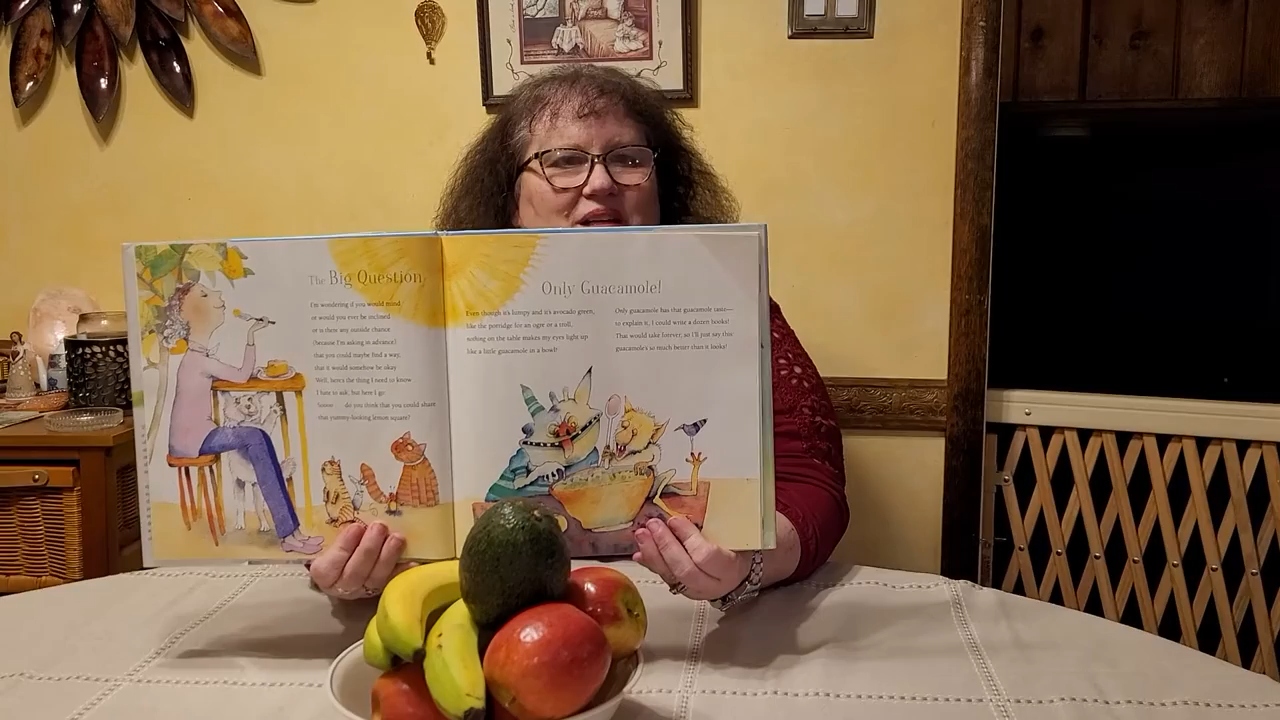 The Big Question
I'm wondering if you would mind
or would you ever be inclined
or is there any outside chance
(because I'm asking in advance)
that you could maybe find a way,
that it would somehow be okay
Well, here's the thing I need to know
I hate to ask, but here I go:
do you think that you could share
that yummy-looking lemon square?
Only Guacamole!
Even though it's lumpy and it's avocado green,
like the porridge for an ogre or a troll,
nothing on the table makes my eyes light up
like a little guacamole in a bowl!
Only guacamole has that guacamole taste—
to explain it, I could write a dozen books!
That would take forever, so I'll just say this
guacamole's so much better than it looks!